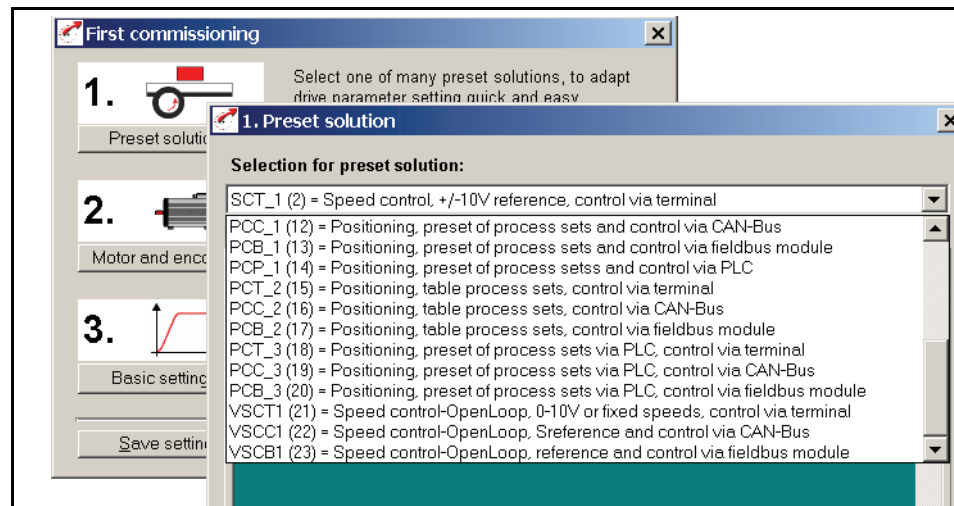 First commissioning
1.
Select one of many preset solutions, to adapt
drive parameter setting quick and easy
Preset solutio
1. Preset solution
Selection for preset solution:
SCT_1 (2) = Speed control, +/-10V reference, control via terminal
PCC_1 (12) = Positioning, preset of process sets and control via CAN-Bus
PCB_1 (13) = Positioning, preset of process sets and control via fieldbus module
PCP_1 (14) = Positioning, preset of process setss and control via PLC
PCT_2 (15) = Positioning, table process sets, control via terminal
PCC_2 (16) = Positioning, table process sets, control via CAN-Bus
PCB_2 (17) = Positioning, table process sets, control via fieldbus module
PCT_3 (18) = Positioning, preset of process sets via PLC, control via terminal
PCC_3 (19) = Positioning, preset of process sets via PLC, control via CAN-Bus
PCB_3 (20) = Positioning, preset of process sets via PLC, control via fieldbus module
VSCT1 (21) = Speed control-OpenLoop, 0-10V or fixed speeds, control via terminal
VSCC1 (22) = Speed control-OpenLoop, Sreference and control via CAN-Bus
VSCB1 (23) = Speed control-OpenLoop, reference and control via fieldbus module
2.
Motor and enco
3.
Basic setting
Save settin